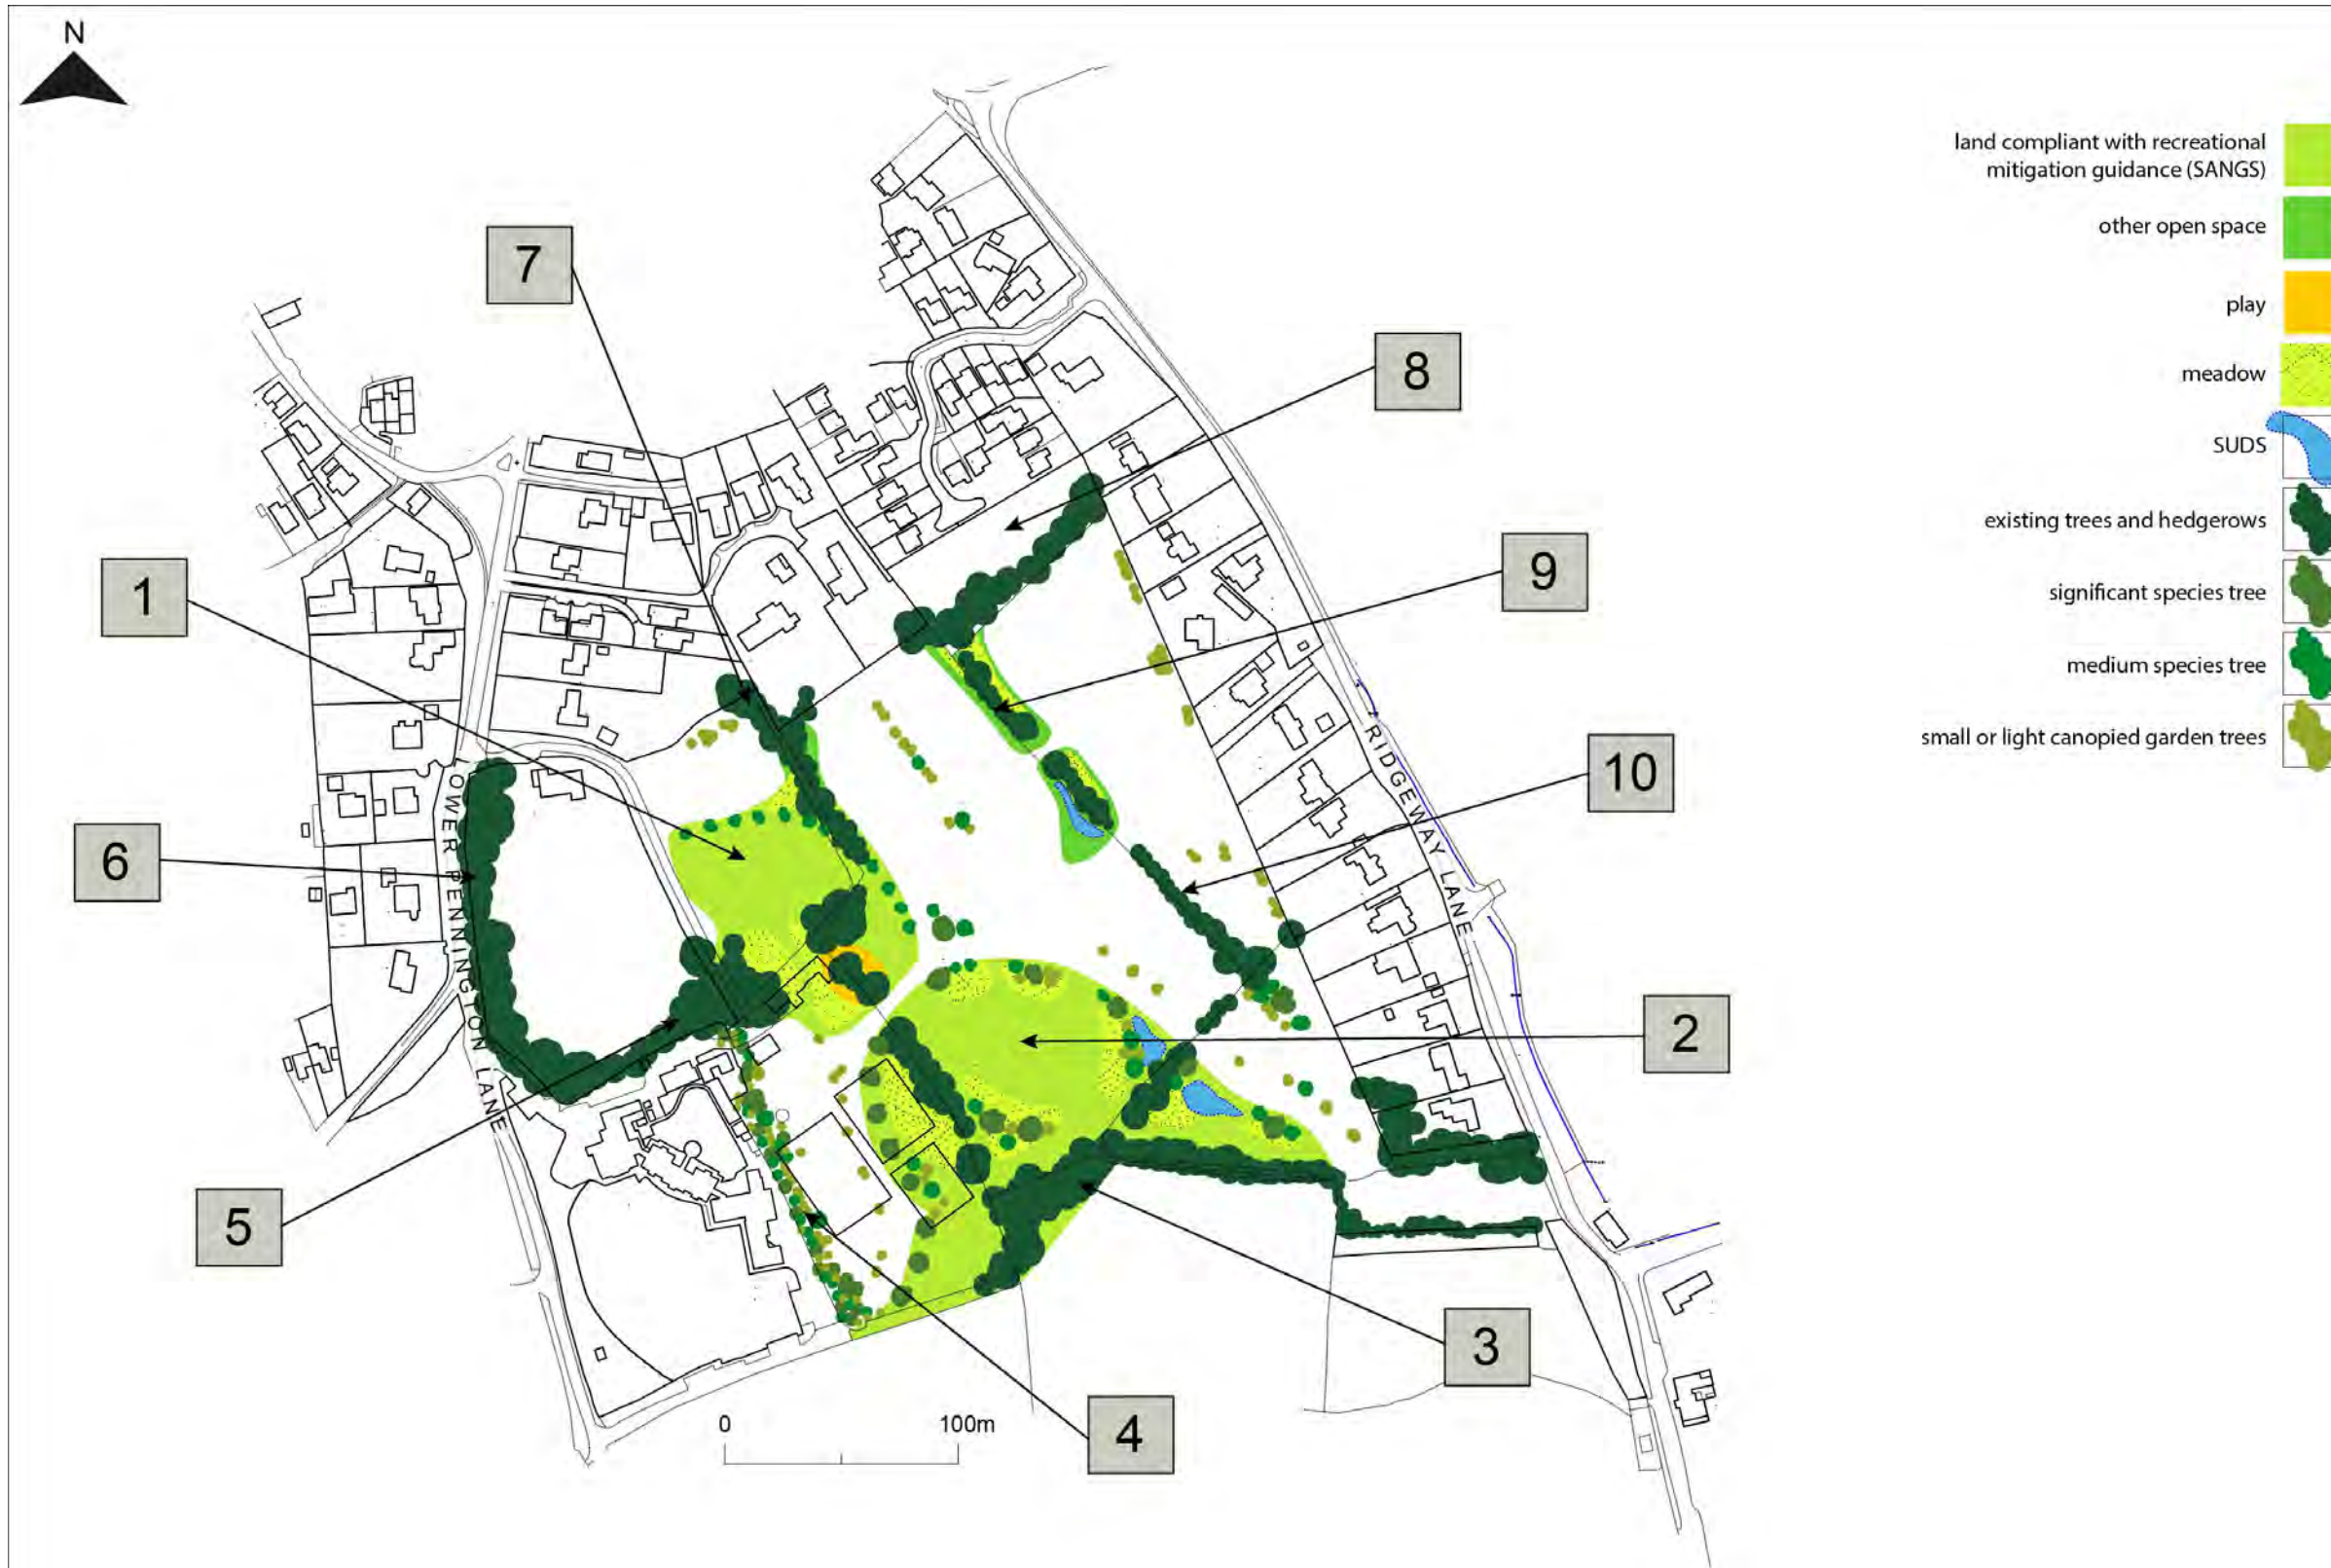 N
land compliant with recreational
mitigation guidance (SANGS)
other open space
play
meadow
SUDS
existing trees and hedgerows
significant species tree
medium species tree
small or light canopied garden trees
7
8
9
1
10
6
2
5
3
4
OWER PENNINGTON LANE
RIDGEWAY LANE
0 100m